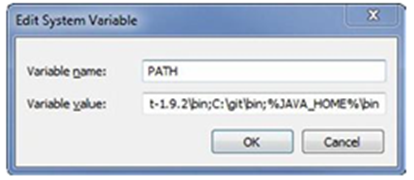 Edit System Variable
X
Variable name: PATH
Variable value: t-1.9.2\bin;C:\git\bin;%JAVA_HOME%\bin
OK Cancel